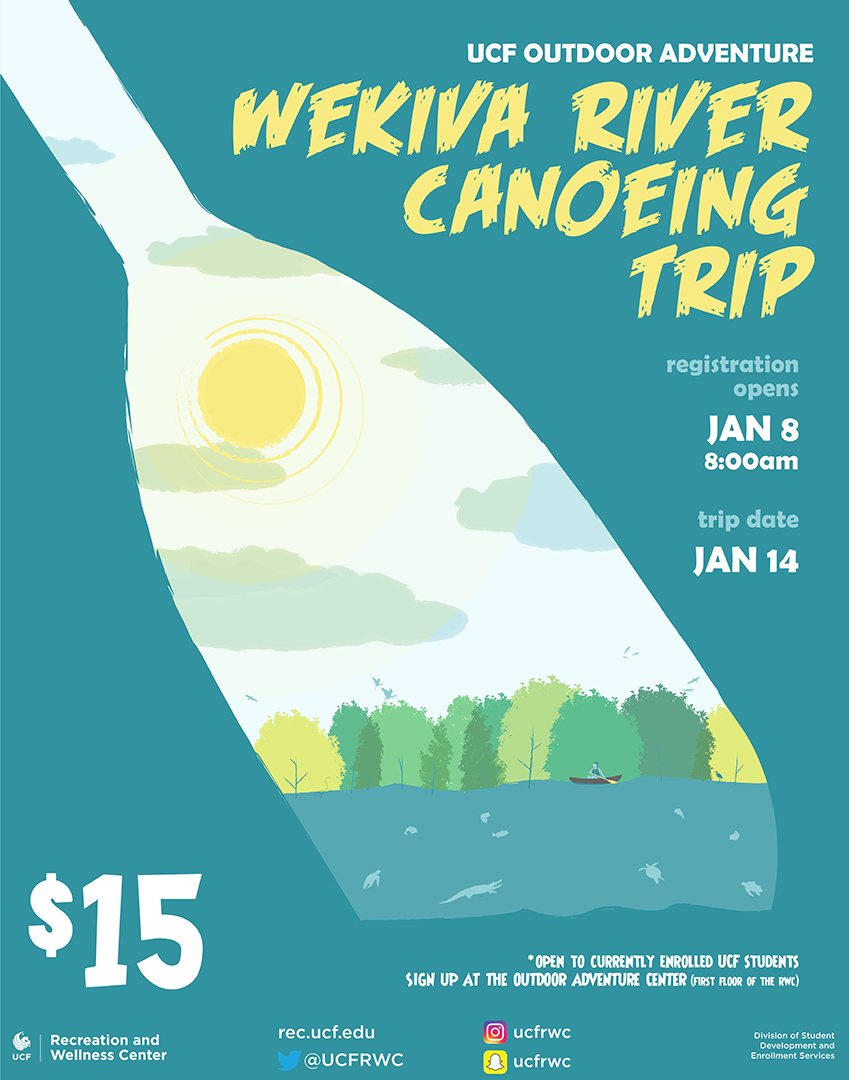 UCF OUTDOOR ADVENTURE
WEKIVA RIVER
CANOEING
TRIP
registration
opens
JAN 8
8:00am
trip date
JAN 14
$15
*OPEN TO CURRENTLY ENROLLED UCF STUDENTS
SIGN UP AT THE OUTDOOR ADVENTURE CENTER (FIRST FLOOR OF THE RWC)
UCF
Recreation and
Wellness Center
rec.ucf.edu
@UCFRWC
ucfrwc
ucfrwc
Division of Student
Development and
Enrollment Services